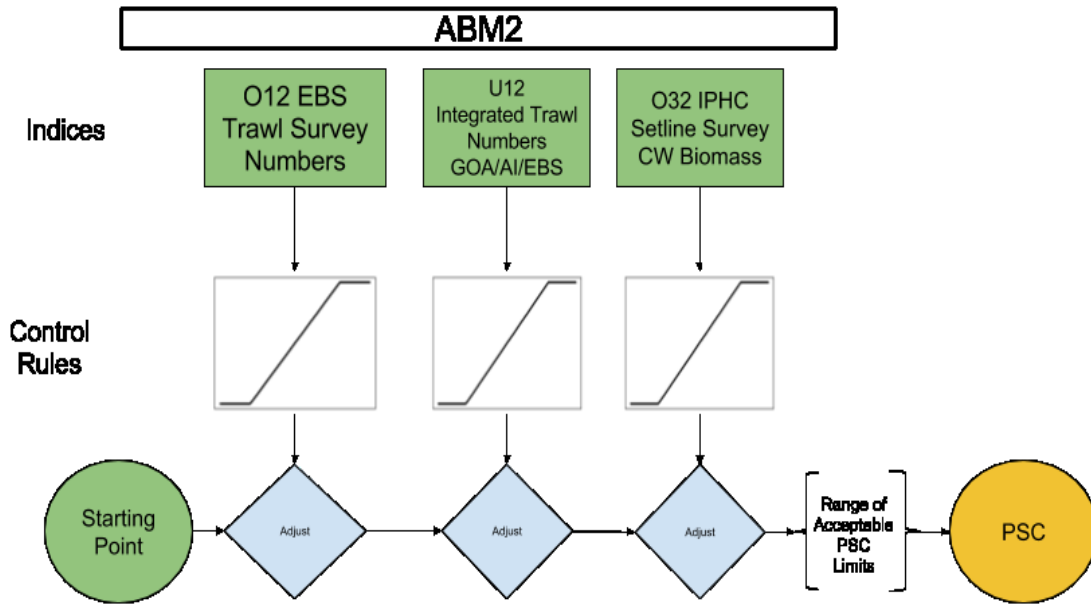 ABM2
Indices
O12 EBS
Trawl Survey
Numbers
U12
Integrated Trawl
Numbers
GOA/AI/EBS
O32 IPHC
Setline Survey
CW Biomass
Control
Rules
Starting
Point
Adjust
Adjust
Adjust
Range of
Acceptable
PSC
Limits
PSC